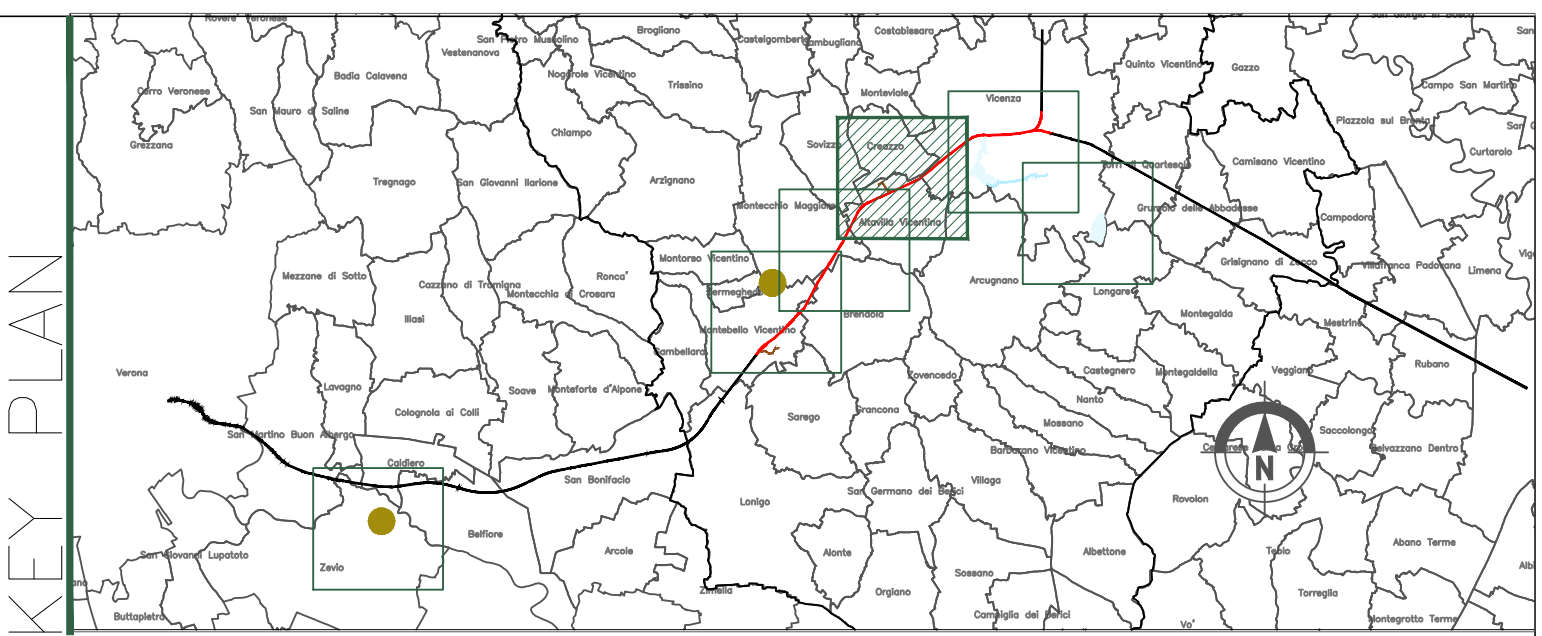 KEY PLAN
Rovere' Veronese
San Pietro Mussolino
Vestenanova
Brogliano
Castelgomberto
Gambugliano
Costabissara
San Giorgio in Bosco
Cerro Veronese
Badia Calavena
Nogarole Vicentino
Trissino
Monteviale
Vicenza
Quinto Vicentino
Gazzo
Campo San Martino
San Mauro di Saline
Chiampo
Piazzola sul Brenta
Grezzana
Sovizzo
Creazzo
Torri di Quartesolo
Camisano Vicentino
Curtarolo
Tregnago
San Giovanni Ilarione
Arzignano
Montecchio Maggiore
Altavilla Vicentina
Grumolo delle Abbadesse
Campodoro
Mezzane di Sotto
Cazzano di Tramigna
Montecchia di Crosara
Ronca'
Montorso Vicentino
Zermeghedo
Arcugnano
Longare
Grisignano di Zocco
Villafranca Padovana
Limena
Illasi
Montebello Vicentino
Brendola
Montegalda
Mestrino
Verona
Lavagno
Soave
Monteforte d'Alpone
Gambellara
Zovencedo
Castegnero
Montegaldella
Veggiano
Rubano
Colognola ai Colli
Sarego
Grancona
Nanto
Mossano
Saccolongo
San Martino Buon Albergo
Caldiero
Barbarano Vicentino
Selvazzano Dentro
San Bonifacio
Lonigo
San Germano dei Berici
Villaga
N
Rovolon
San Giovanni Lupatoto
Zevio
Belfiore
Arcole
Alonte
Albettone
Teolo
Abano Terme
Zimella
Orgiano
Sossano
Torreglia
Buttapietra
Campiglia dei Berici
Vo'
Montegrotto Terme